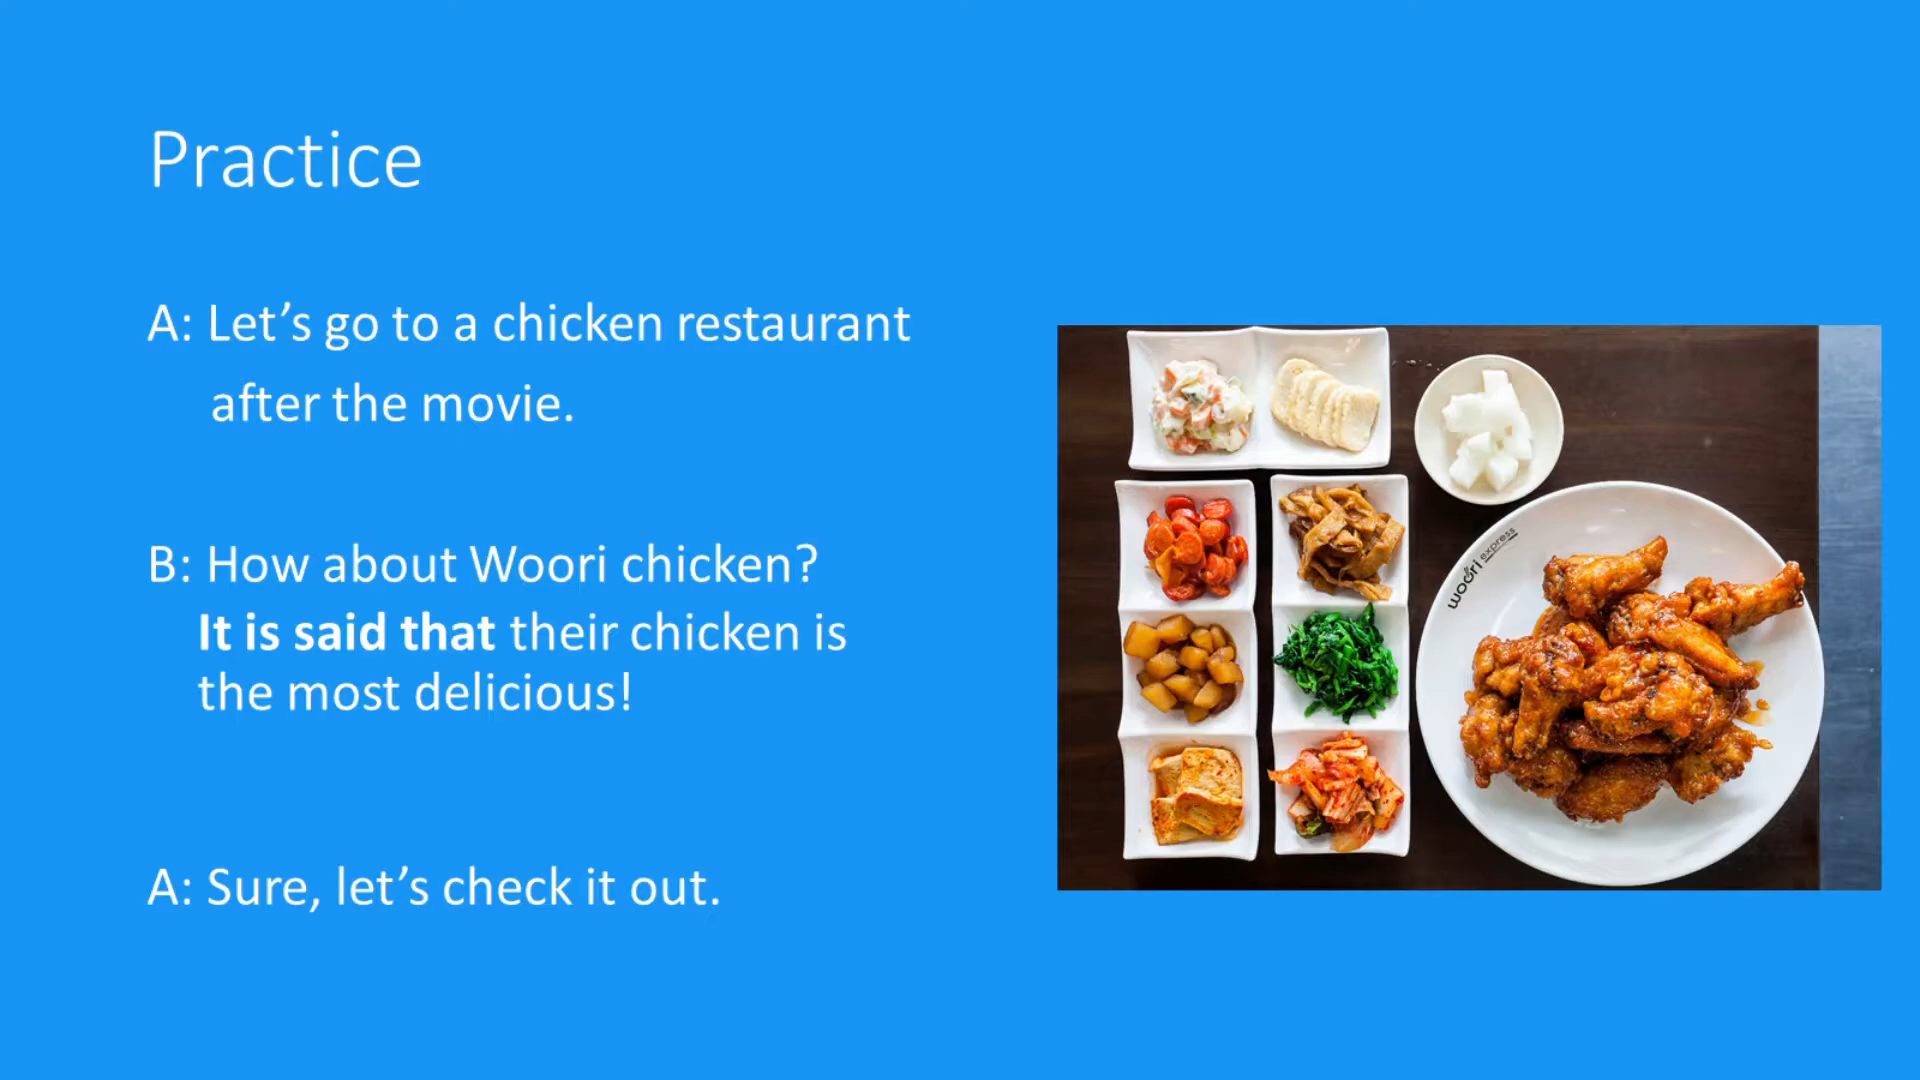 Practice
A: Let’s go to a chicken restaurant
after the movie.
B: How about Woori chicken?
It is said that their chicken is
the most delicious!
A: Sure, let’s check it out.
woori express